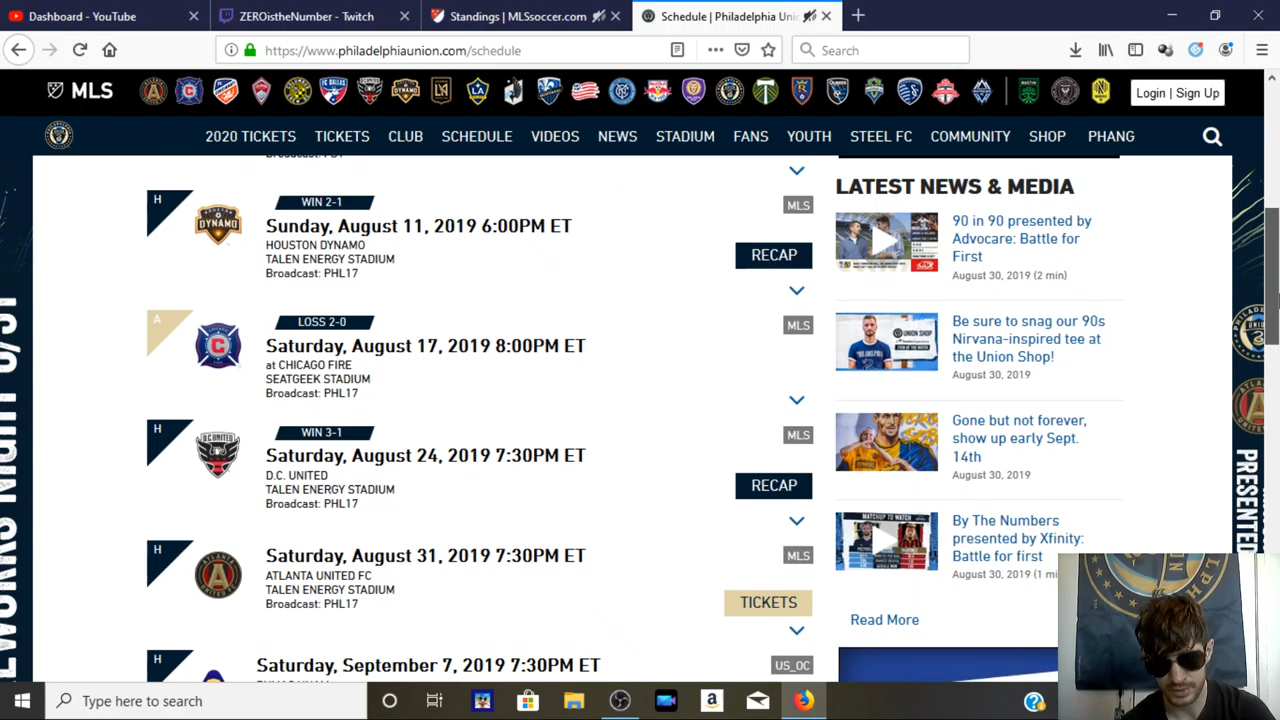 Dashboard - YouTube
ZEROistheNumber - Twitch
Standings | MLSsoccer.com
Schedule | Philadelphia Uni
https://www.philadelphiaunion.com/schedule
Search
MLS
Login | Sign Up
2020 TICKETS TICKETS CLUB SCHEDULE VIDEOS NEWS STADIUM FANS YOUTH STEEL FC COMMUNITY SHOP PHANG
H
WIN 2-1
MLS
Sunday, August 11, 2019 6:00PM ET
HOUSTON DYNAMO
TALEN ENERGY STADIUM
Broadcast: PHL17
RECAP
A
LOSS 2-0
MLS
Saturday, August 17, 2019 8:00PM ET
at CHICAGO FIRE
SEATGEEK STADIUM
Broadcast: PHL17
H
WIN 3-1
MLS
Saturday, August 24, 2019 7:30PM ET
D.C. UNITED
TALEN ENERGY STADIUM
Broadcast: PHL17
RECAP
H
MLS
Saturday, August 31, 2019 7:30PM ET
ATLANTA UNITED FC
TALEN ENERGY STADIUM
Broadcast: PHL17
TICKETS
H
Saturday, September 7, 2019 7:30PM ET
US_OC
LATEST NEWS & MEDIA
90 in 90 presented by
Advocare: Battle for
First
August 30, 2019 (2 min)
Be sure to snag our 90s
Nirvana-inspired tee at
the Union Shop!
August 30, 2019
Gone but not forever,
show up early Sept.
14th
August 30, 2019
By The Numbers
presented by Xfinity:
Battle for first
August 30, 2019 (1 mi
Read More
PRESENTED
Type here to search